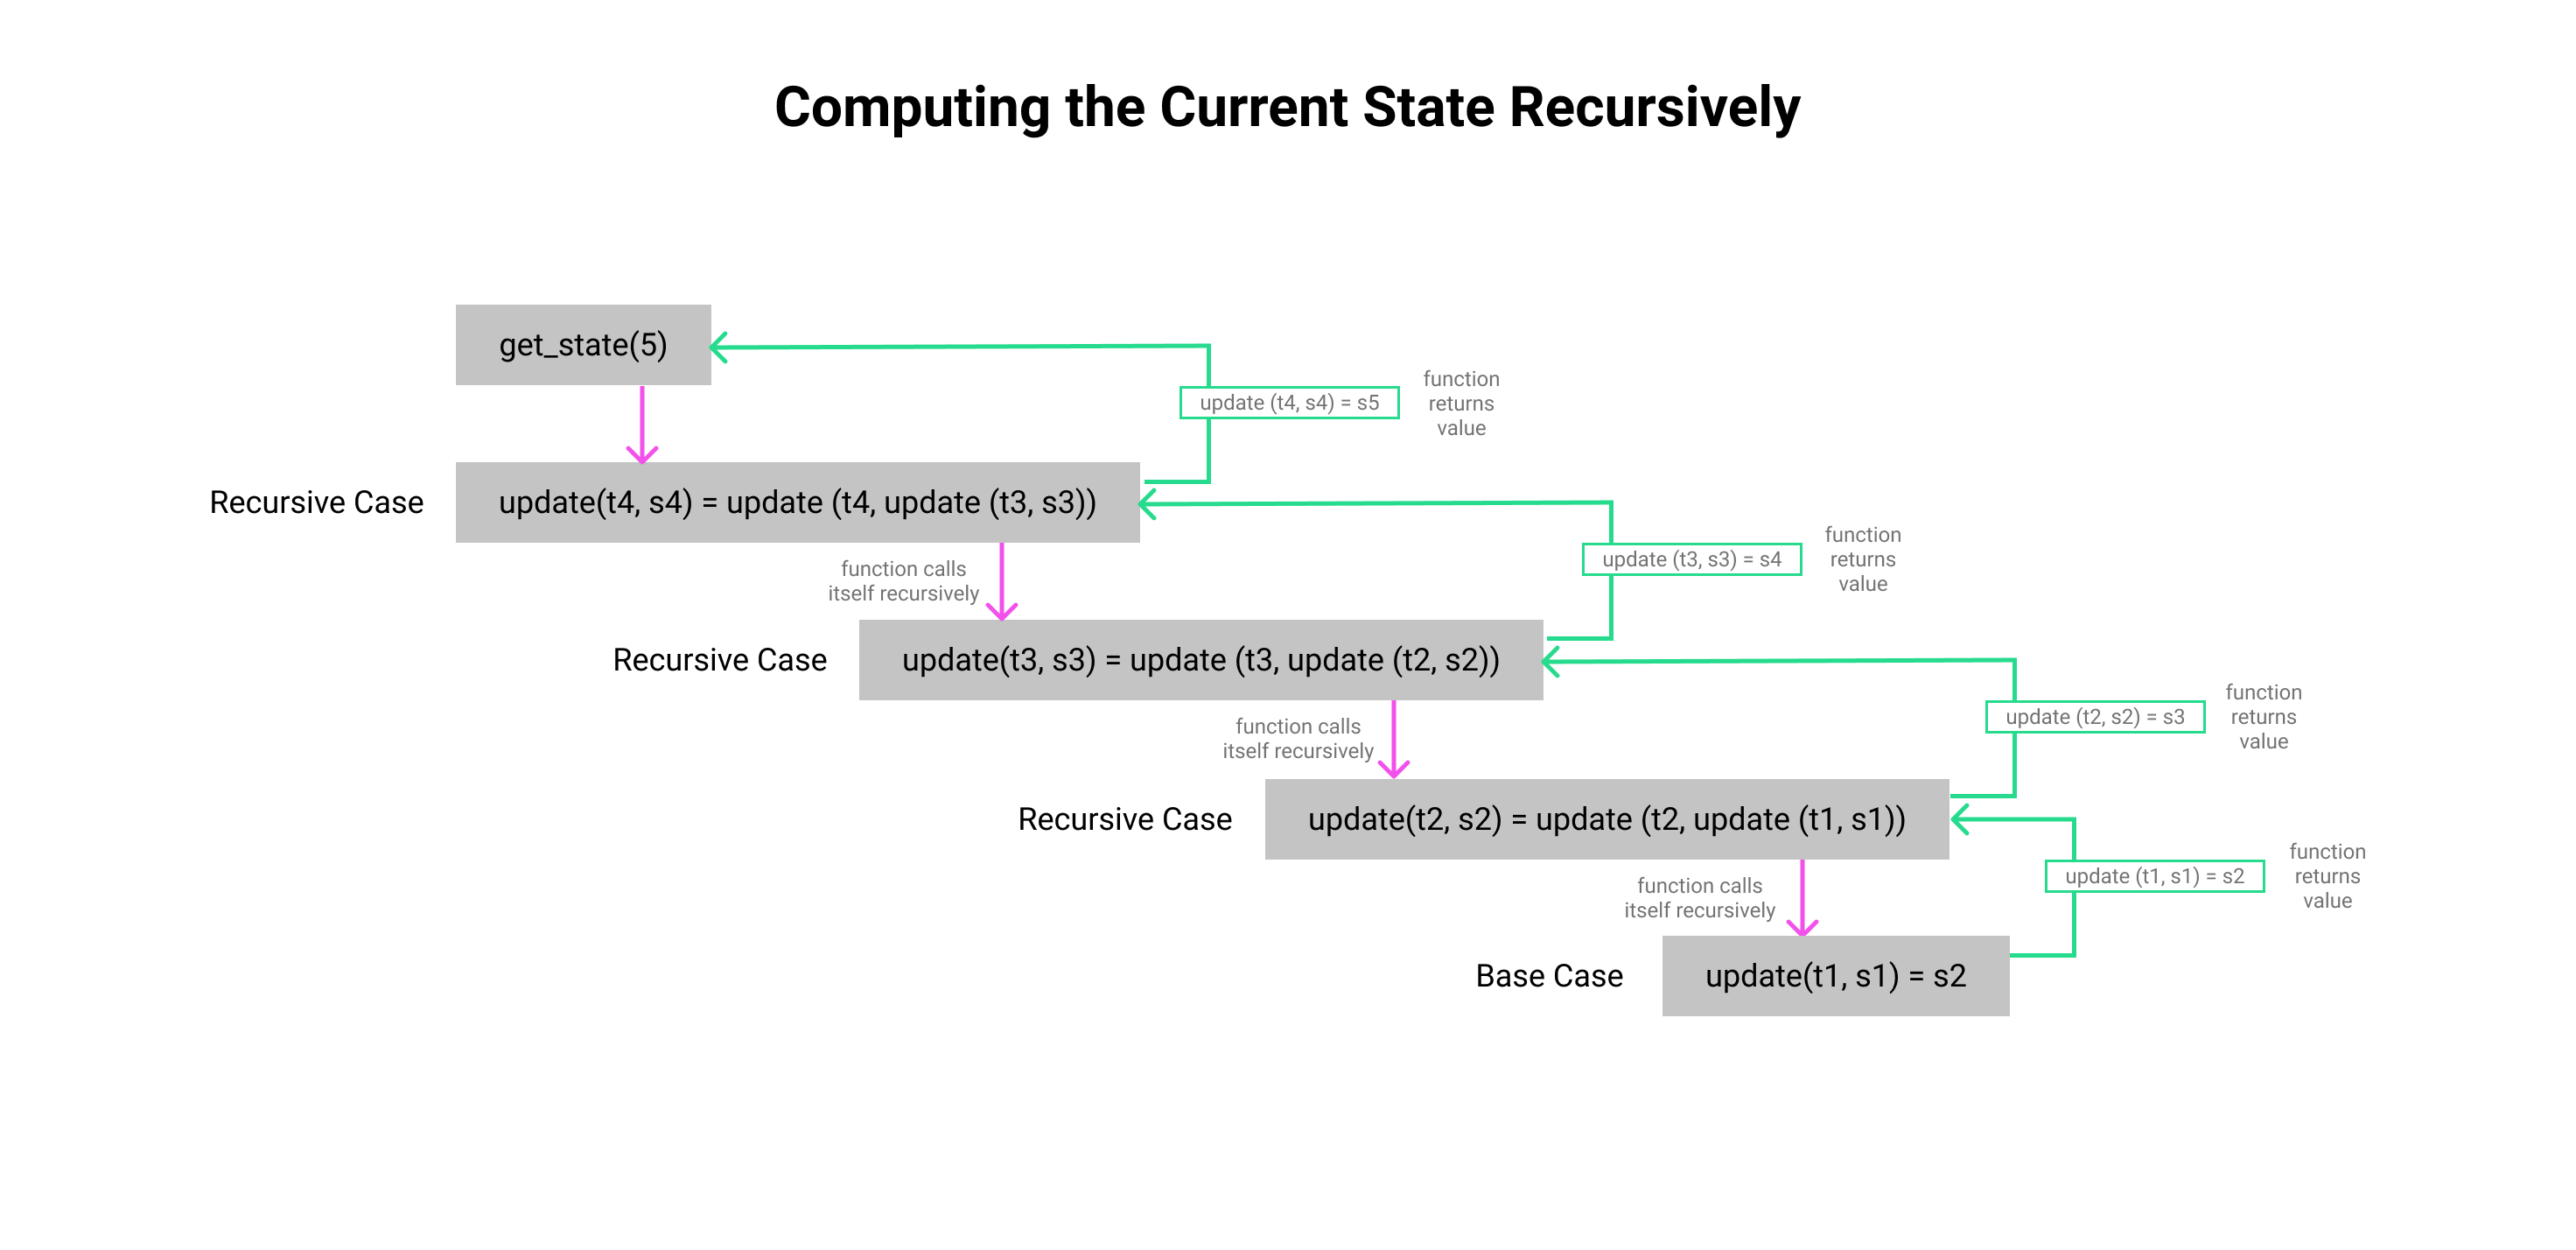 Computing the Current State Recursively
get_state(5)
function
returns
value
update (t4, s4) = s5
Recursive Case
update(t4, s4) = update (t4, update (t3, s3))
function
returns
value
update (t3, s3) = s4
function calls
itself recursively
Recursive Case
update(t3, s3) = update (t3, update (t2, s2))
function
returns
value
update (t2, s2) = s3
function calls
itself recursively
Recursive Case
update(t2, s2) = update (t2, update (t1, s1))
function
returns
value
update (t1, s1) = s2
function calls
itself recursively
Base Case
update(t1, s1) = s2